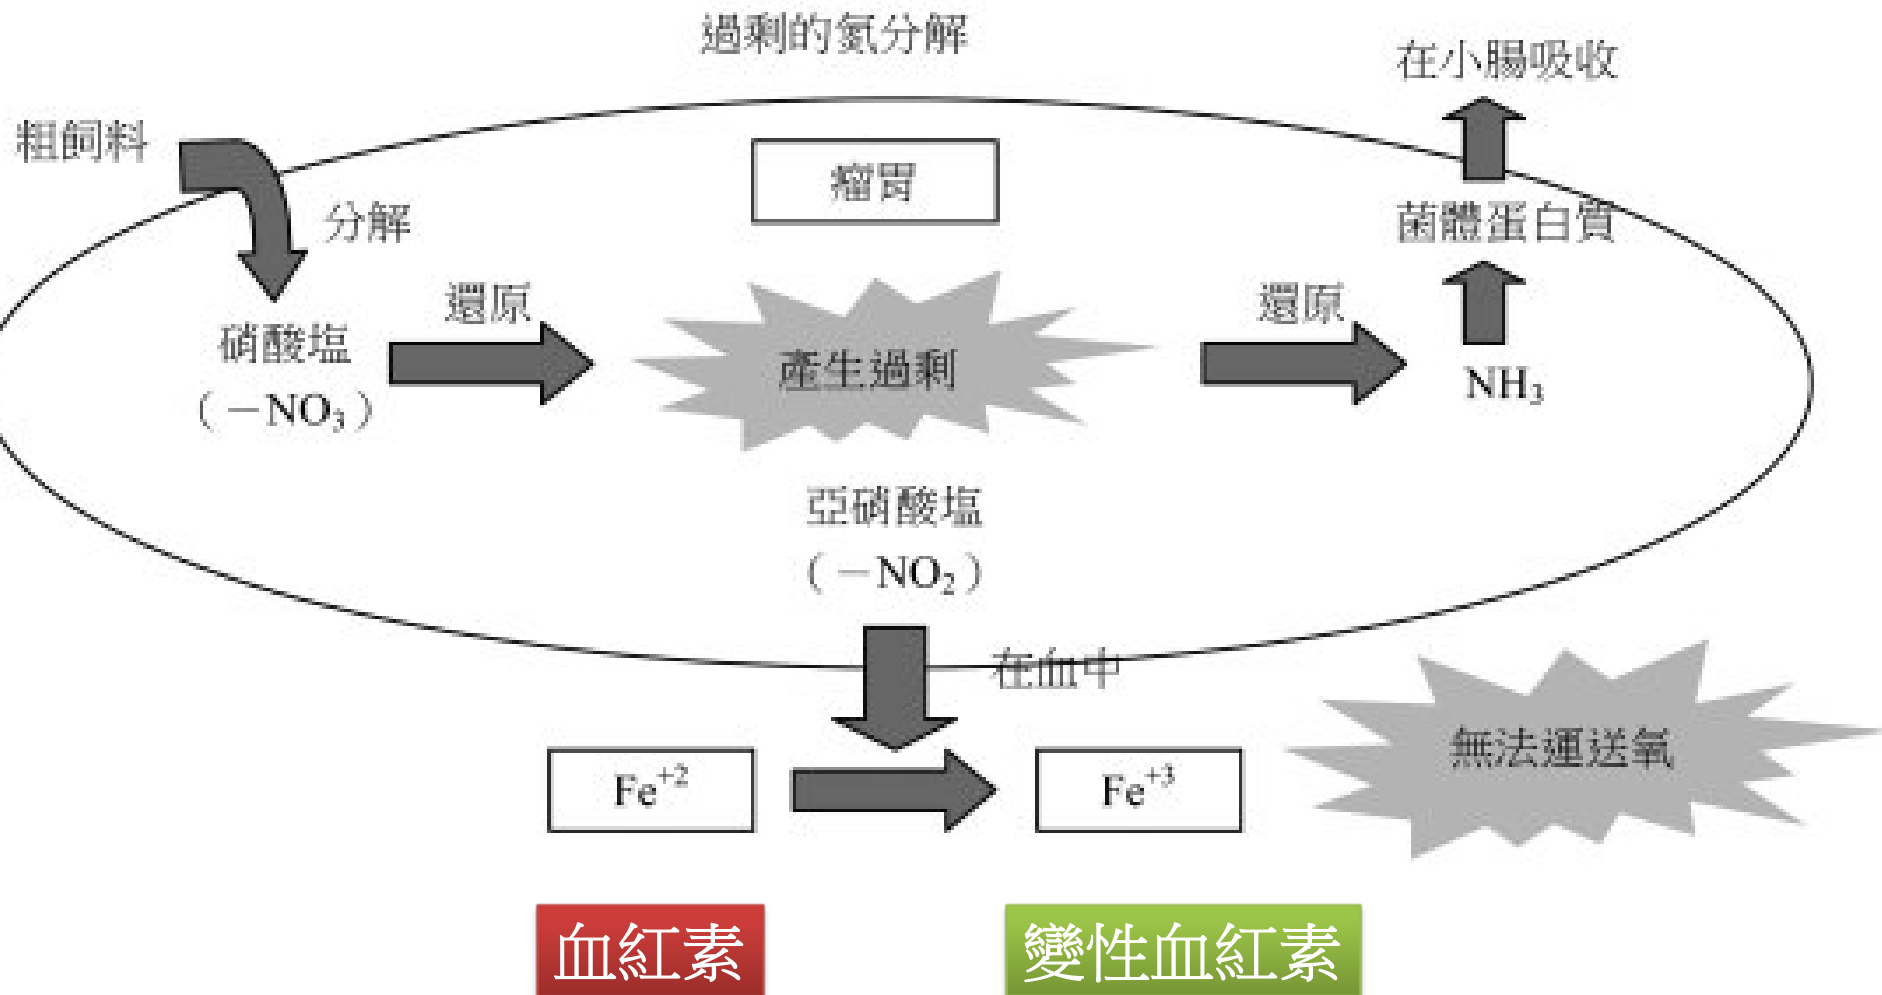 過剩的氮分解
在小腸吸收
粗飼料
瘤胃
分解
菌體蛋白質
還原
還原
硝酸塩
(-NO₃)
產生過剩
NH₃
亞硝酸塩
(-NO₂)
在血中
無法運送氧
Fe⁺²
Fe⁺³
血紅素
變性血紅素